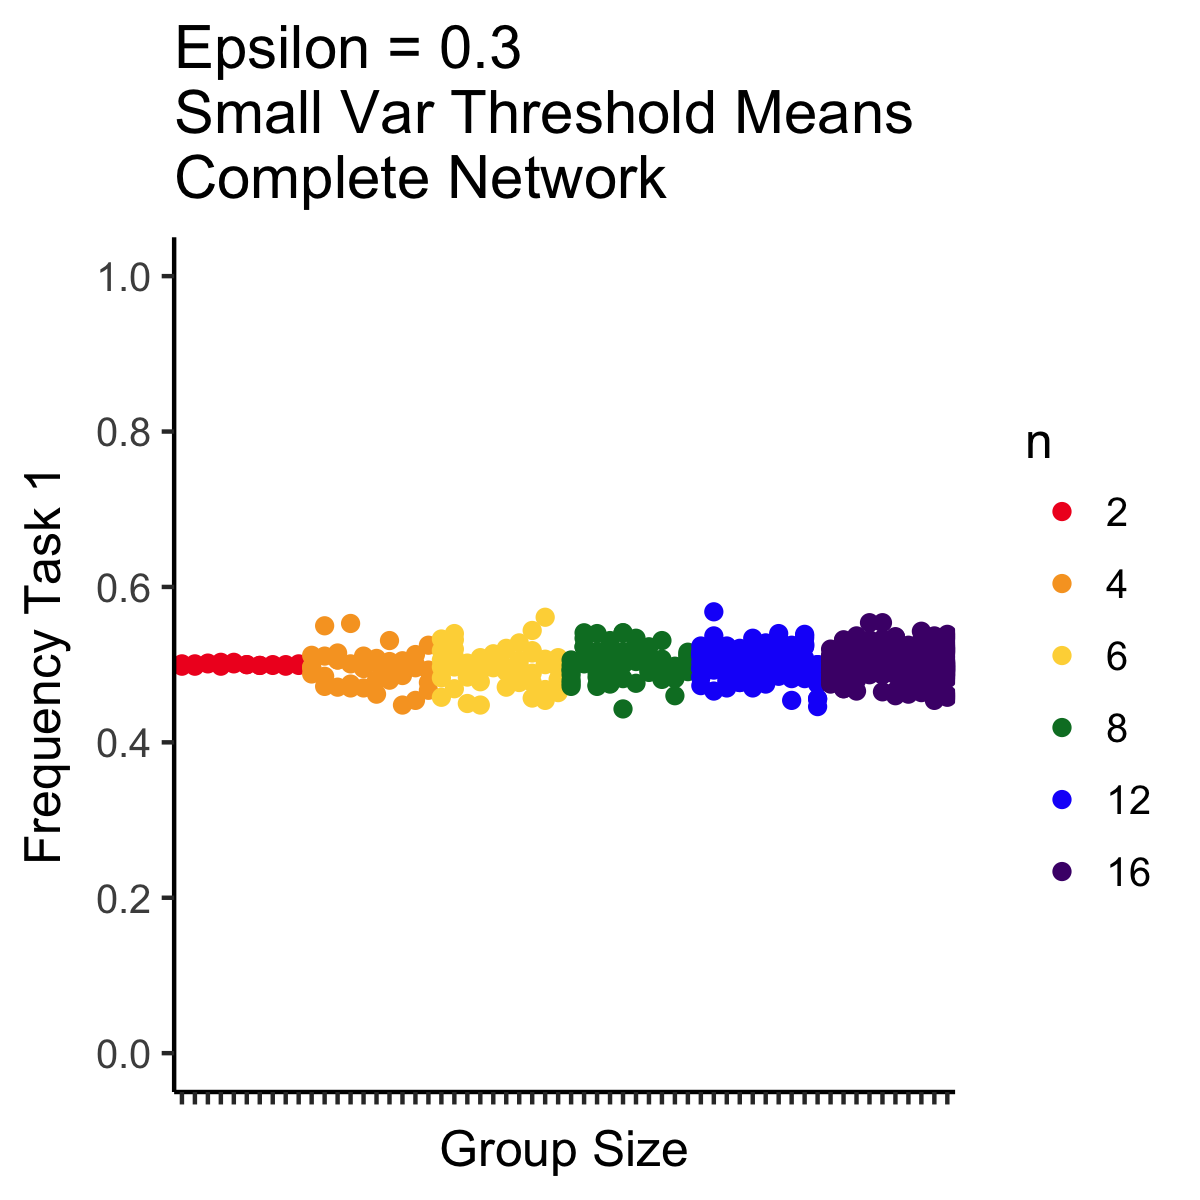 Epsilon = 0.3
Small Var Threshold Means
Complete Network
1.0
0.8
0.6
0.4
0.2
0.0
Frequency Task 1
Group Size
n
2
4
6
8
12
16